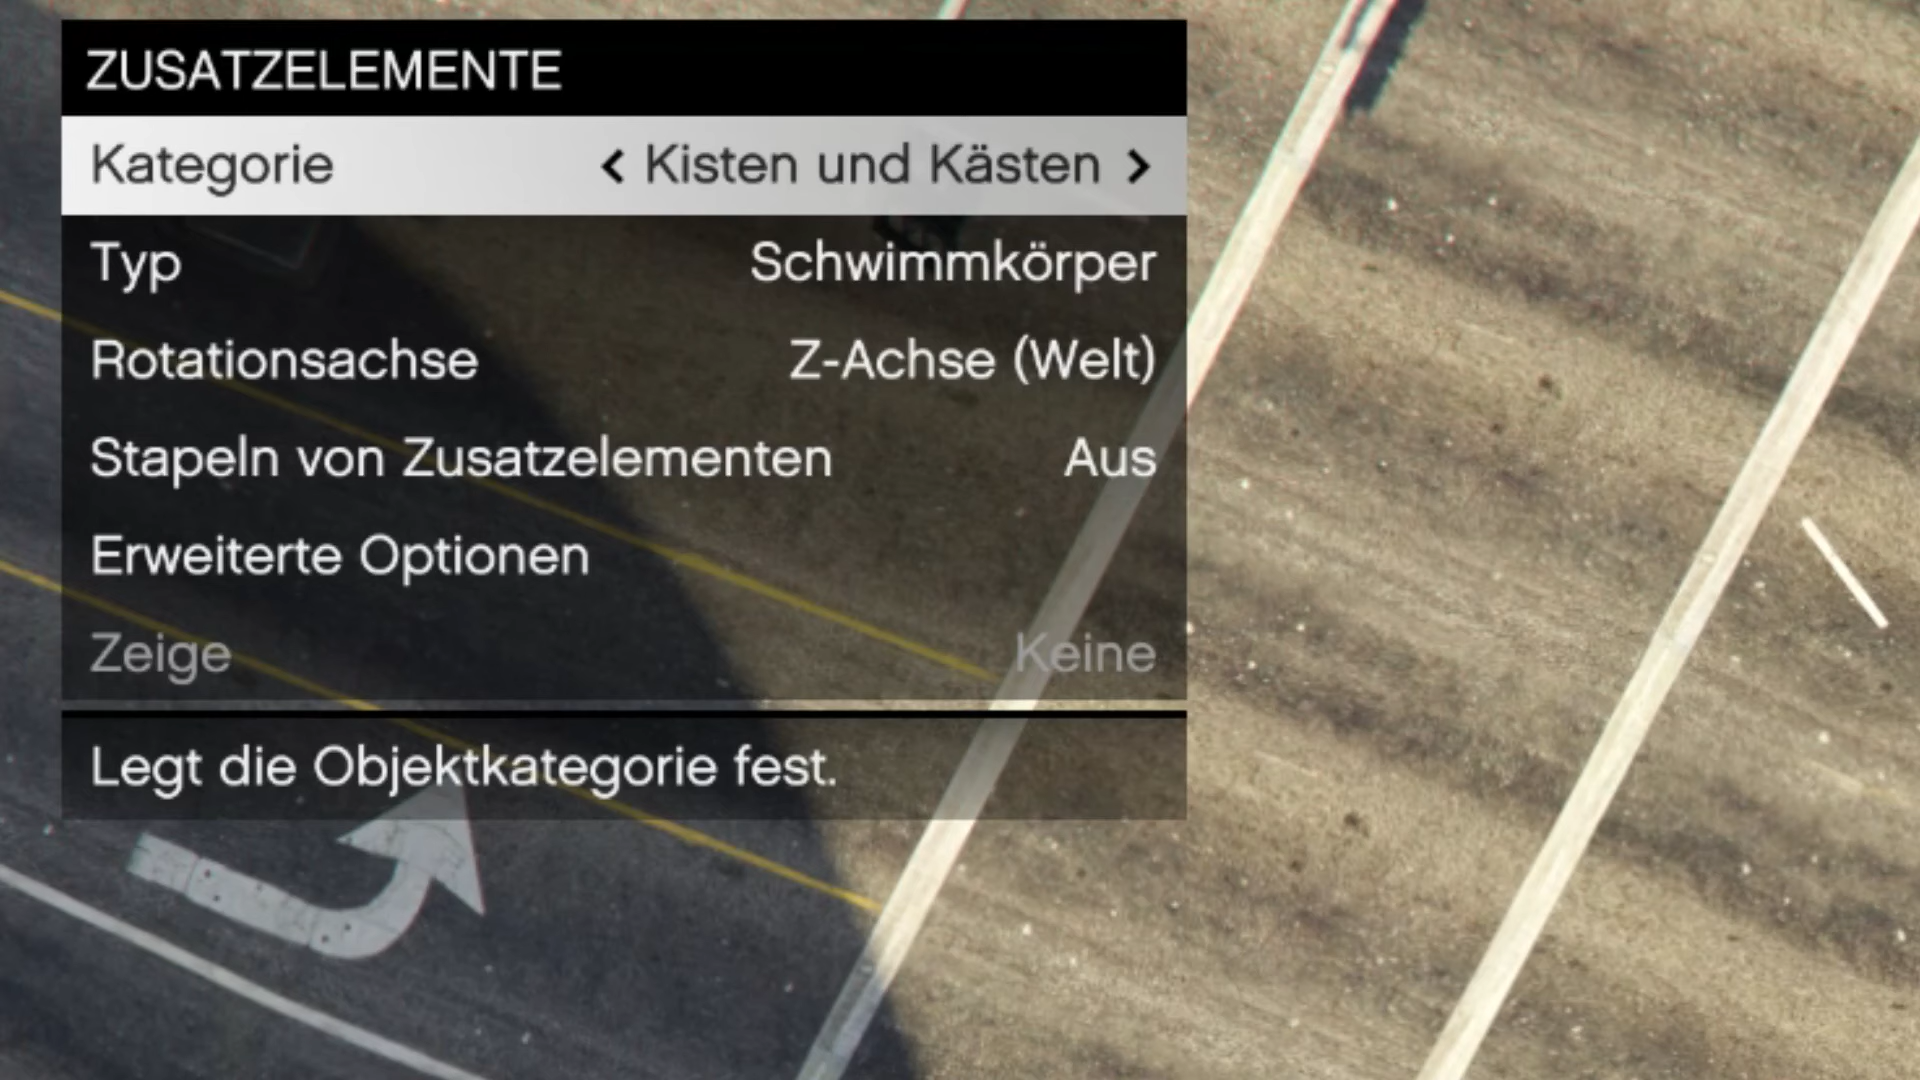 ZUSATZELEMENTE
Kategorie < Kisten und Kästen >
Typ Schwimmkörper
Rotationsachse Z-Achse (Welt)
Stapeln von Zusatzelementen Aus
Erweiterte Optionen
Zeige Keine
Legt die Objektkategorie fest.